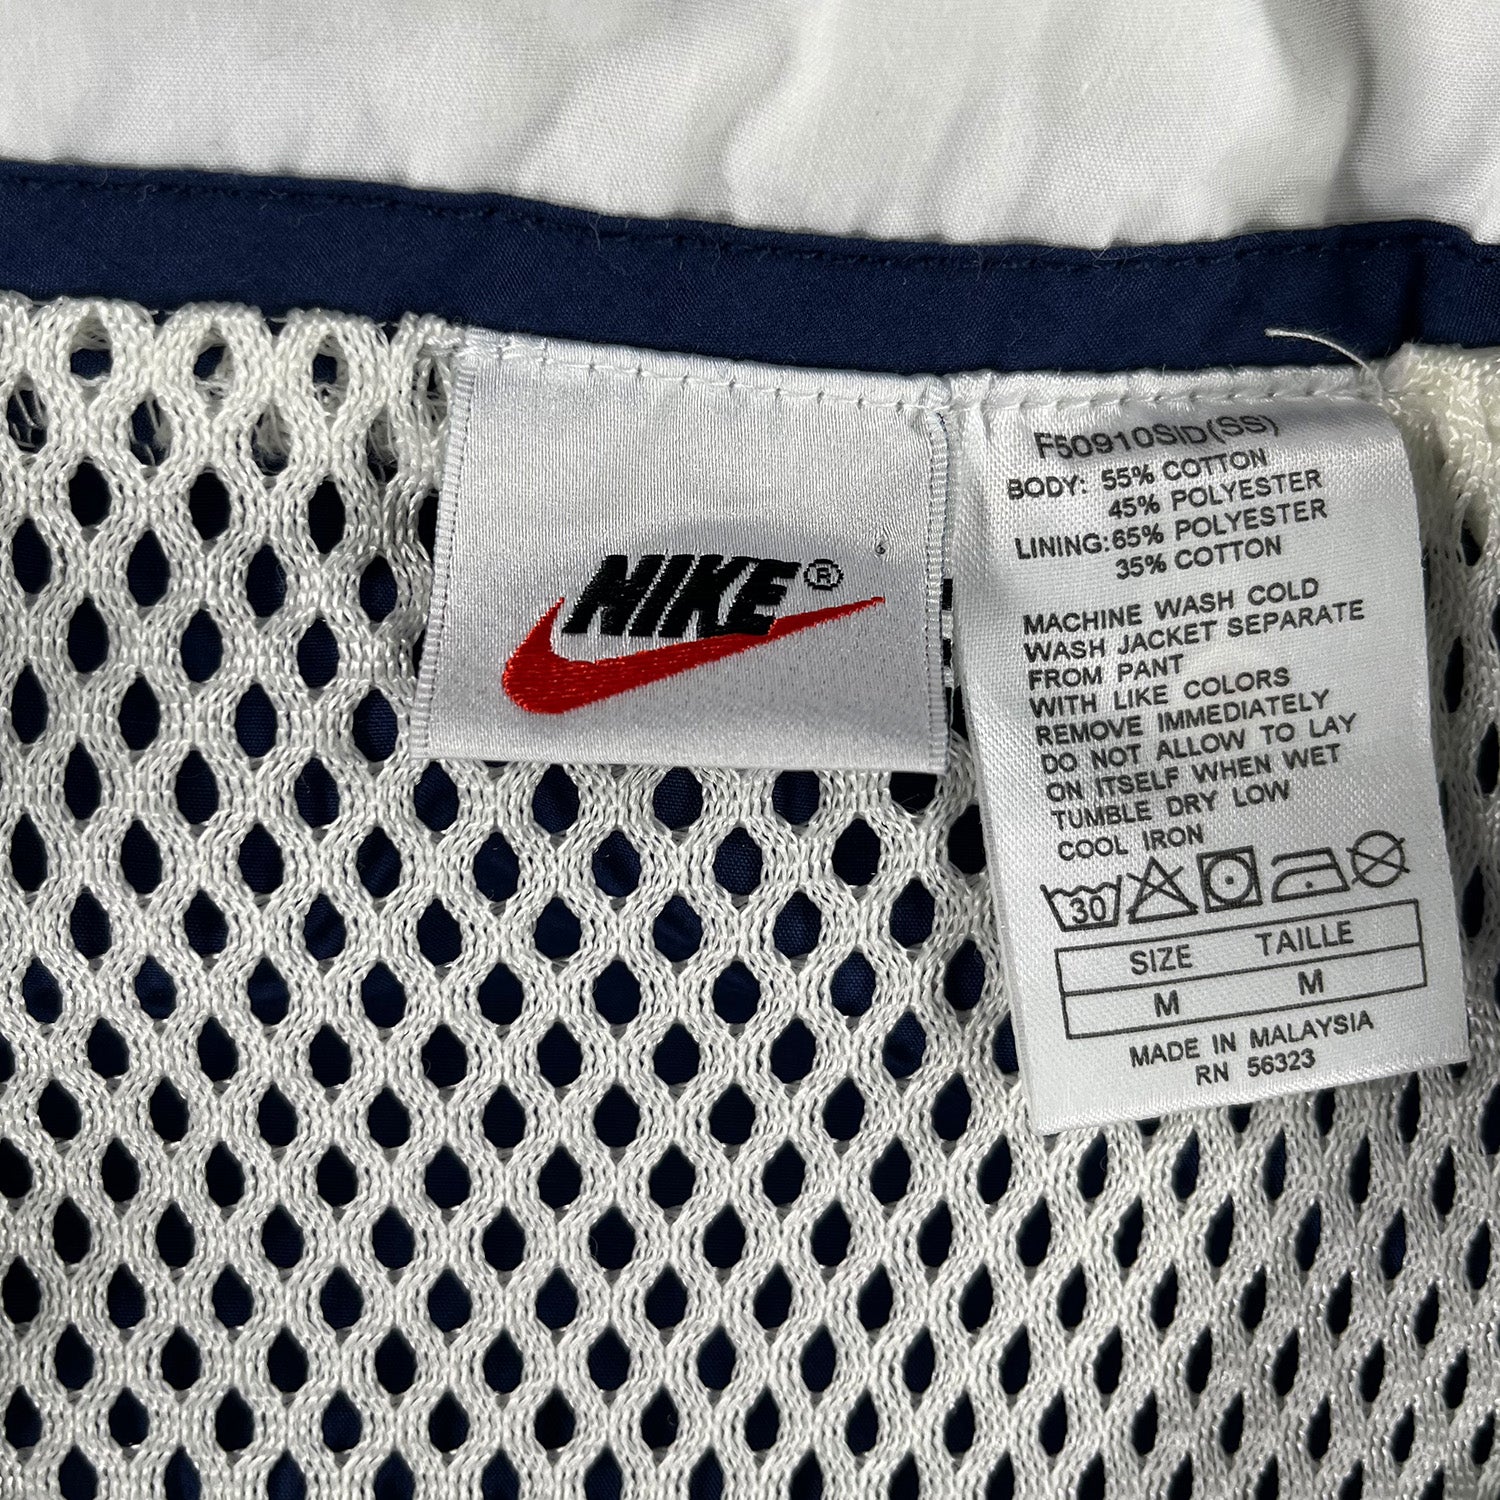 NIKE®
F50910SID(SS)
BODY: 55% COTTON
45% POLYESTER
LINING: 65% POLYESTER
35% COTTON
MACHINE WASH COLD
WASH JACKET SEPARATE
FROM PANT
WITH LIKE COLORS
REMOVE IMMEDIATELY
DO NOT ALLOW TO LAY
ON ITSELF WHEN WET
TUMBLE DRY LOW
COOL IRON
30
SIZE TAILLE
M M
MADE IN MALAYSIA
RN 56323